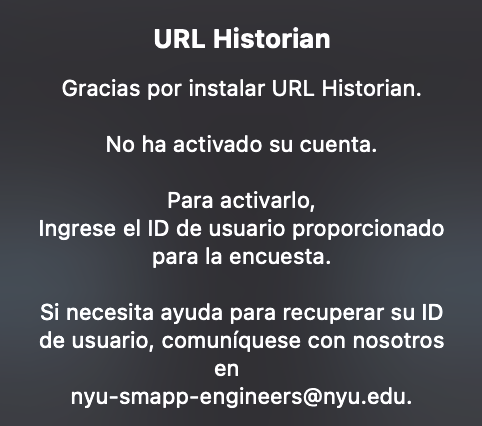 URL Historian
Gracias por instalar URL Historian.
No ha activado su cuenta.
Para activarlo,
Ingrese el ID de usuario proporcionado
para la encuesta.
Si necesita ayuda para recuperar su ID
de usuario, comuníquese con nosotros
en
nyu-smapp-engineers@nyu.edu.